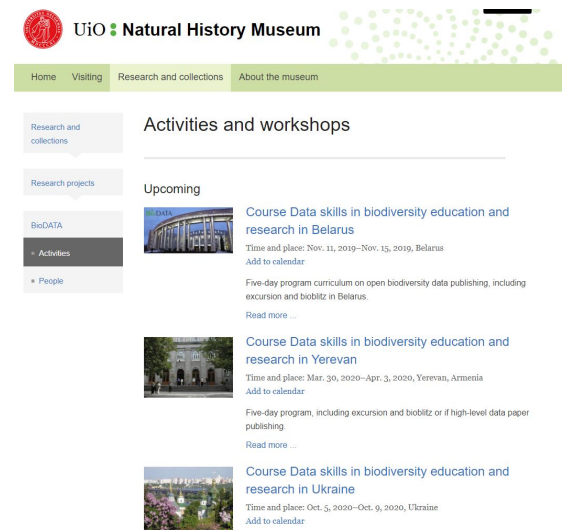 UiO Natural History Museum
Home Visiting Research and collections About the museum
Research and
collections
Research projects
BioDATA
Activities
People
Activities and workshops
Upcoming
Course Data skills in biodiversity education and
research in Belarus
Time and place: Nov. 11, 2019–Nov. 15, 2019, Belarus
Add to calendar
Five-day program curriculum on open biodiversity data publishing, including
excursion and bioblitz in Belarus.
Read more ...
Course Data skills in biodiversity education and
research in Yerevan
Time and place: Mar. 30, 2020–Apr. 3, 2020, Yerevan, Armenia
Add to calendar
Five-day program, including excursion and bioblitz or if high-level data paper
publishing.
Read more ...
Course Data skills in biodiversity education and
research in Ukraine
Time and place: Oct. 5, 2020–Oct. 9, 2020, Ukraine
Add to calendar